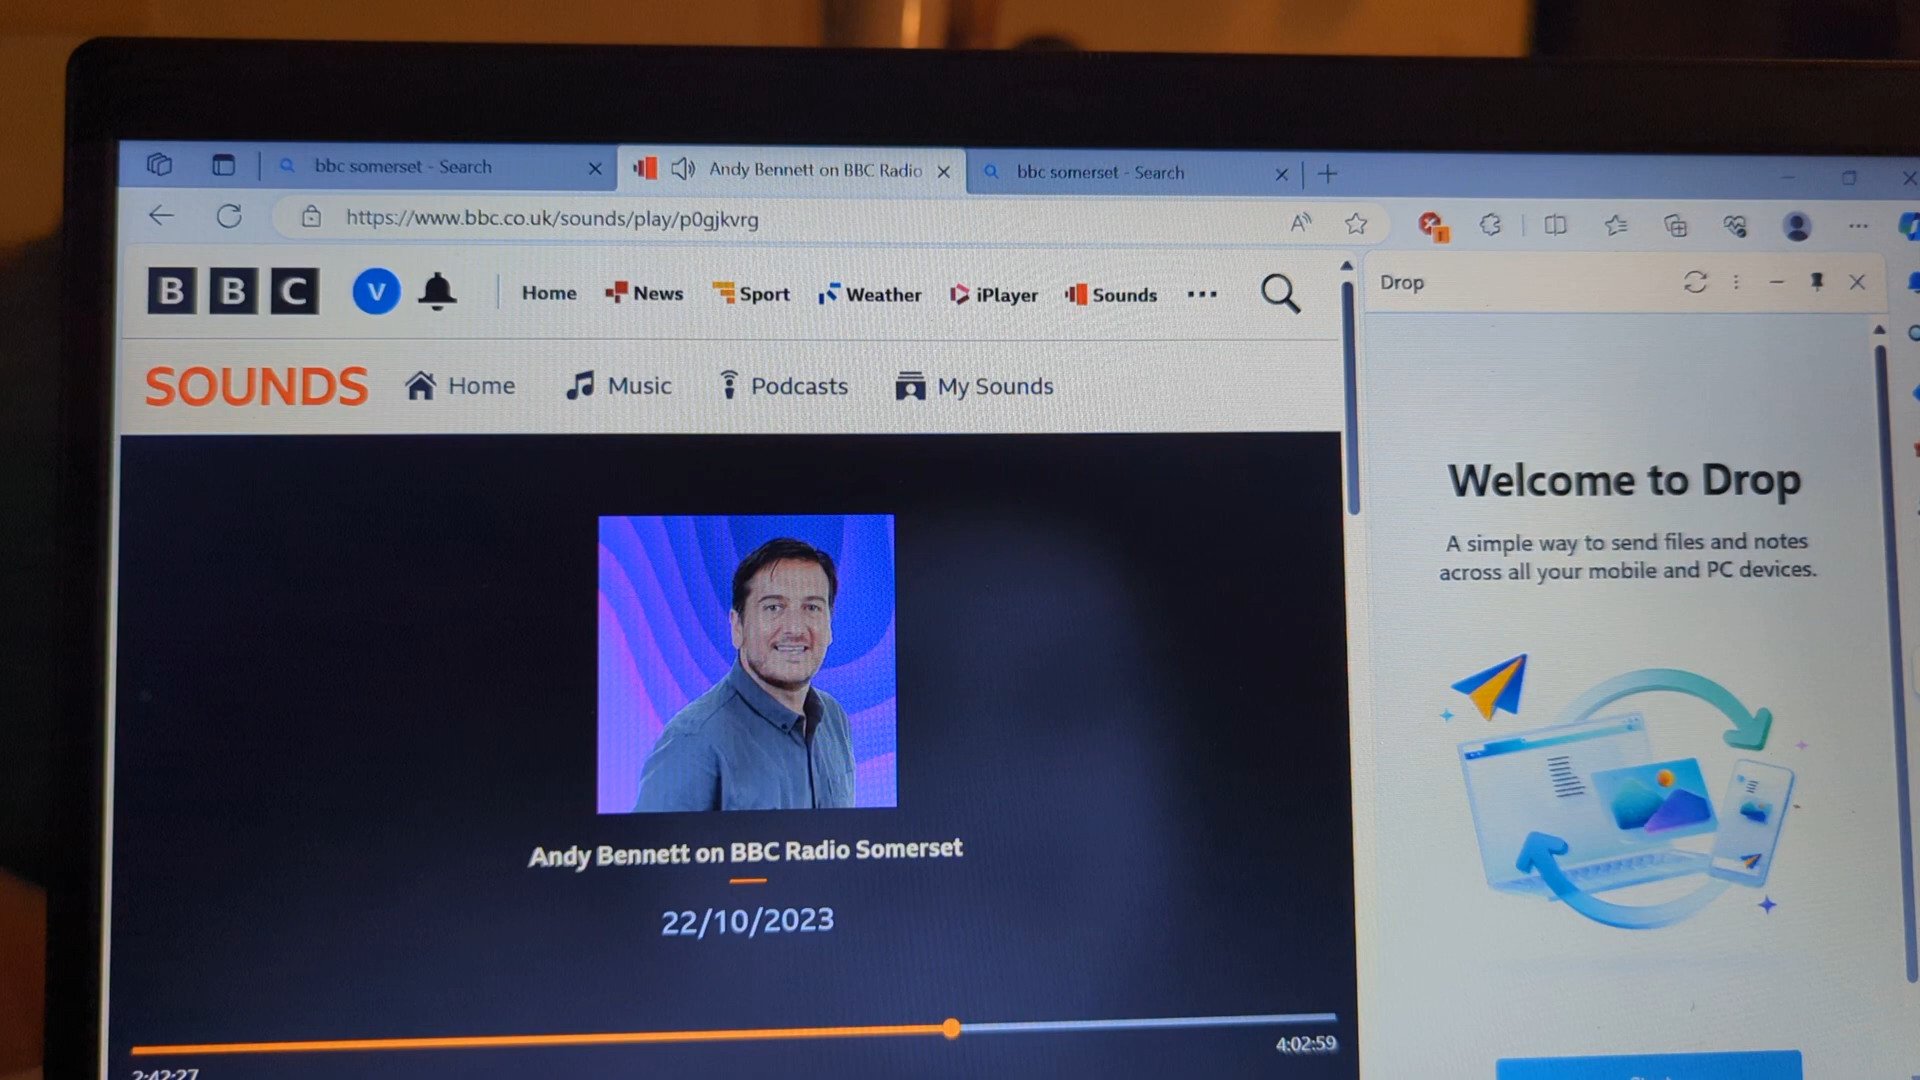 bbc somerset - Search
Andy Bennett on BBC Radio
bbc somerset - Search
https://www.bbc.co.uk/sounds/play/p0gjkvrg
BBC
V
Home
News
Sport
Weather
iPlayer
Sounds
SOUNDS
Home
Music
Podcasts
My Sounds
Andy Bennett on BBC Radio Somerset
22/10/2023
2:42:27
4:02:59
Drop
Welcome to Drop
A simple way to send files and notes
across all your mobile and PC devices.